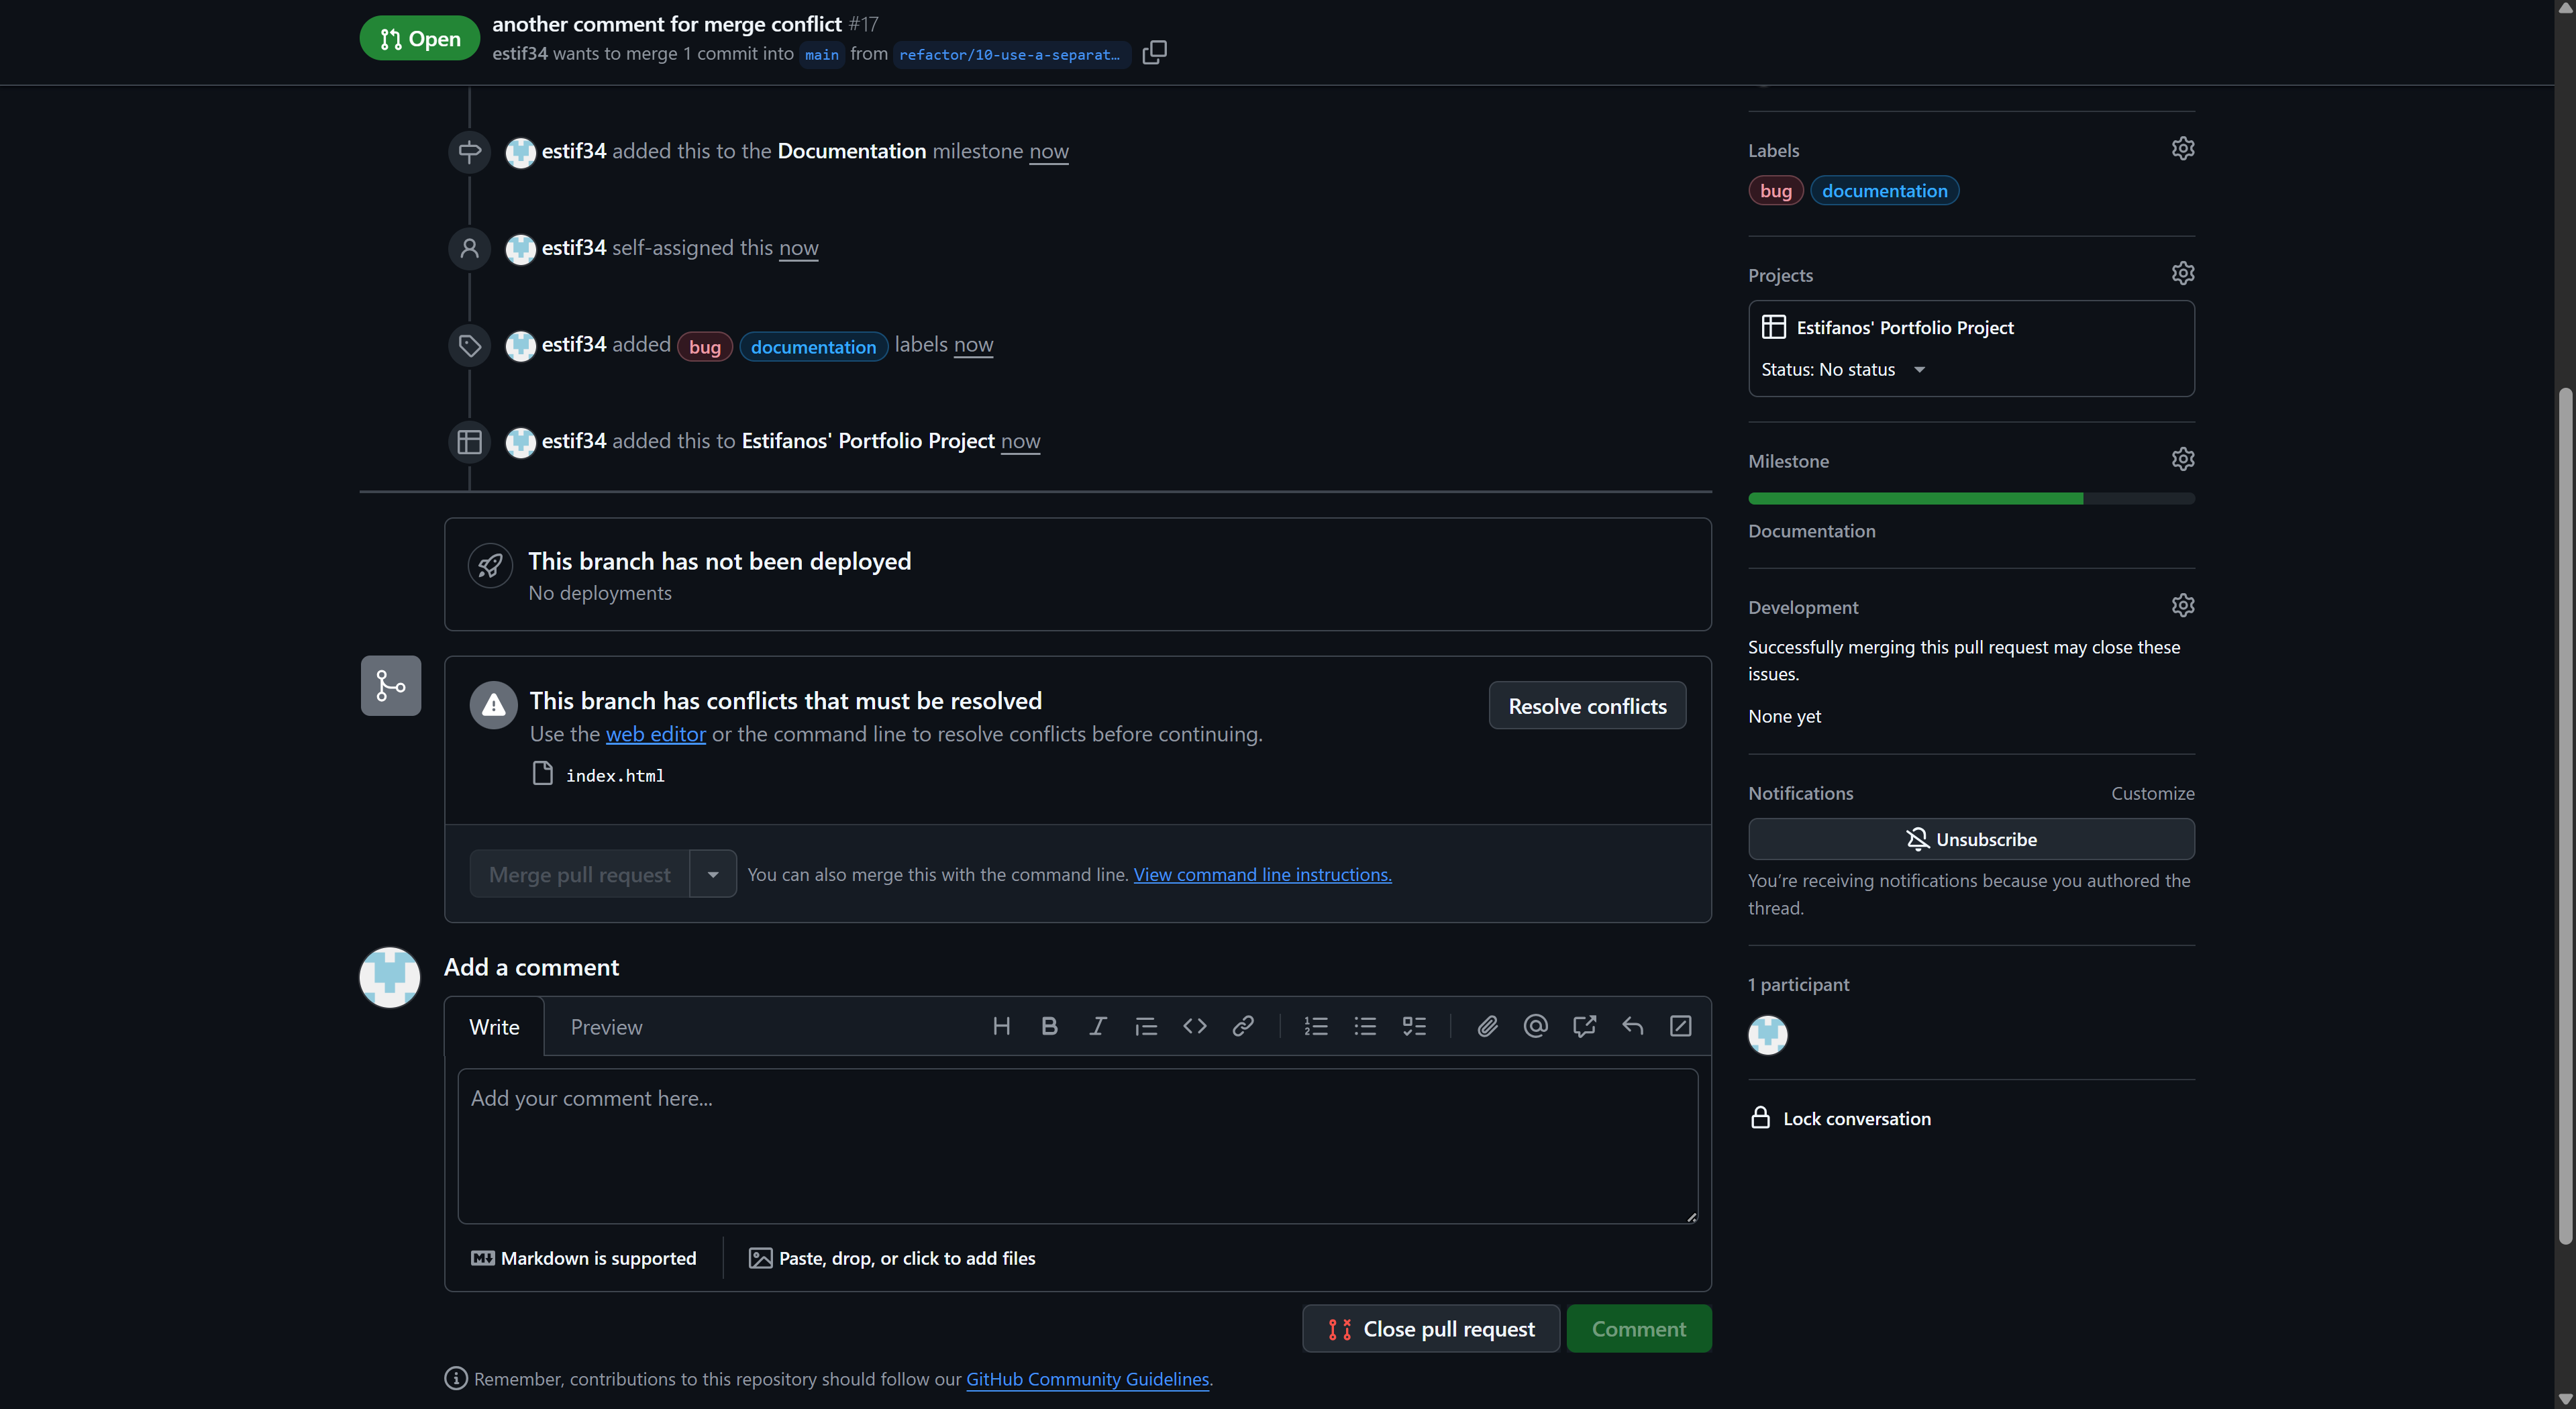 Open
another comment for merge conflict #17
estif34 wants to merge 1 commit into main from refactor/10-use-a-separat…
estif34 added this to the Documentation milestone now
estif34 self-assigned this now
estif34 added bug documentation labels now
estif34 added this to Estifanos' Portfolio Project now
This branch has not been deployed
No deployments
This branch has conflicts that must be resolved
Use the web editor or the command line to resolve conflicts before continuing.
Resolve conflicts
index.html
Merge pull request
You can also merge this with the command line. View command line instructions.
Add a comment
Write
Preview
Add your comment here...
Markdown is supported
Paste, drop, or click to add files
Close pull request
Comment
Remember, contributions to this repository should follow our GitHub Community Guidelines.
Labels
bug documentation
Projects
Estifanos' Portfolio Project
Status: No status
Milestone
Documentation
Development
Successfully merging this pull request may close these
issues.
None yet
Notifications
Customize
Unsubscribe
You're receiving notifications because you authored the
thread.
1 participant
Lock conversation